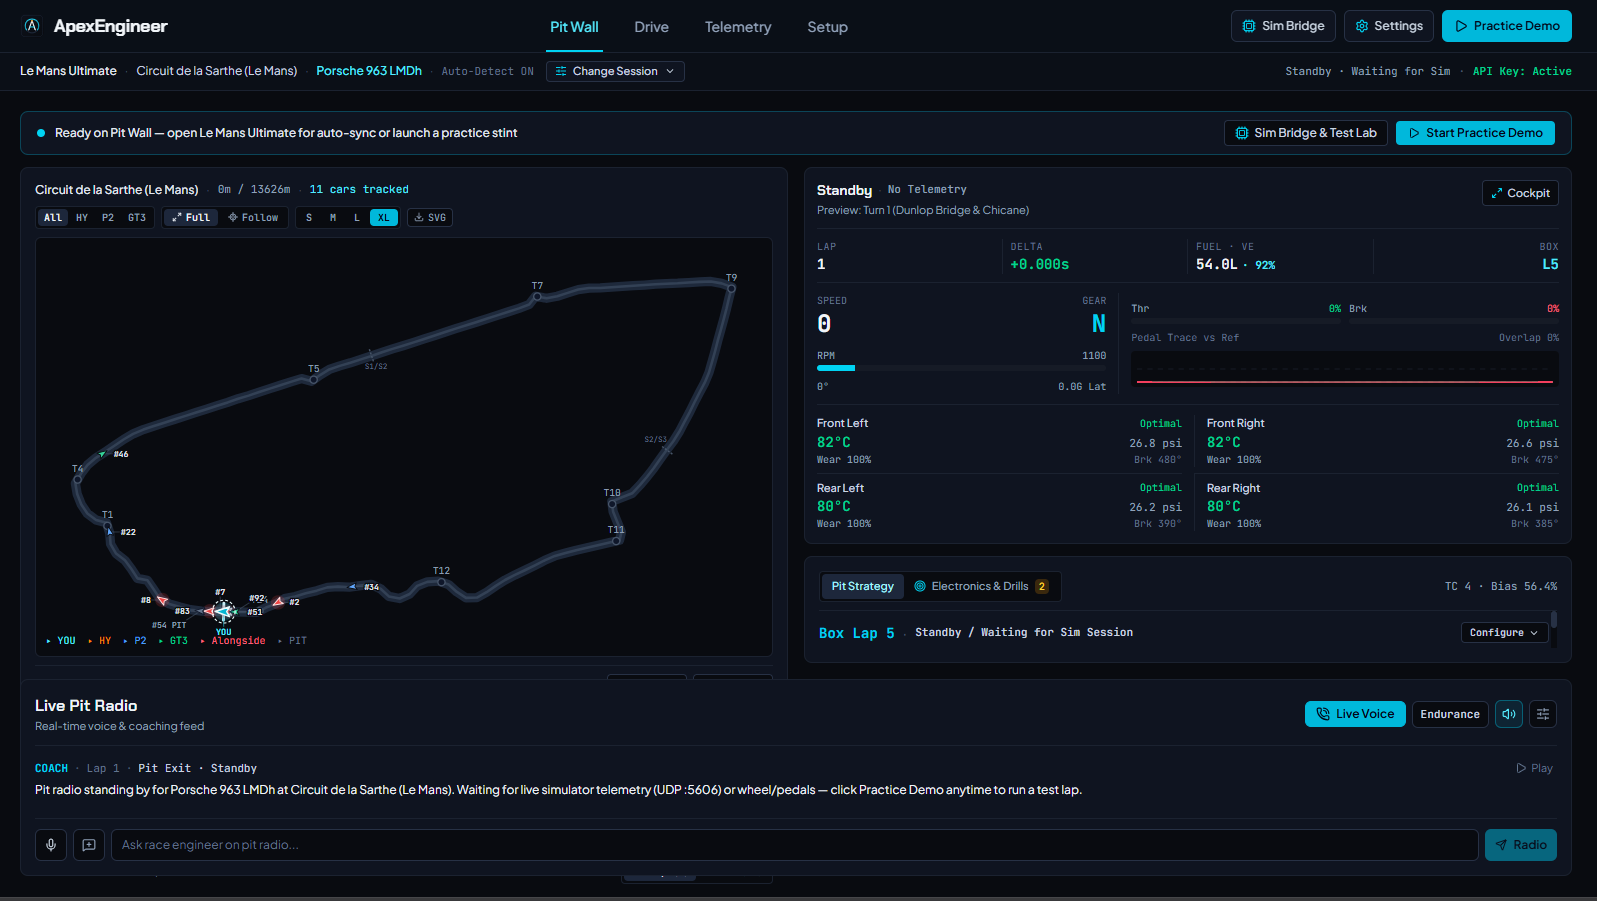 ApexEngineer
Pit Wall
Drive
Telemetry
Setup
Sim Bridge
Settings
Practice Demo
Le Mans Ultimate · Circuit de la Sarthe (Le Mans) · Porsche 963 LMDh · Auto-Detect ON
Change Session
Standby · Waiting for Sim · API Key: Active
Ready on Pit Wall — open Le Mans Ultimate for auto-sync or launch a practice stint
Sim Bridge & Test Lab
Start Practice Demo
Circuit de la Sarthe (Le Mans) · 0m / 13626m · 11 cars tracked
All HY P2 GT3
Full Follow
S M L XL
SVG
T9
T7
S1/S2
T5
S2/S3
#46
T4
T10
T1
#22
T11
T12
#34
#7
#8
#92
#2
#83
#51
#54 PIT
YOU
YOU HY P2 GT3 Alongside PIT
Standby · No Telemetry
Preview: Turn 1 (Dunlop Bridge & Chicane)
Cockpit
LAP
1
DELTA
+0.000s
FUEL · VE
54.0L · 92%
BOX
L5
SPEED
0
GEAR
N
RPM
1100
0°
0.0G Lat
Thr 0%
Brk 0%
Pedal Trace vs Ref
Overlap 0%
Front Left Optimal
82°C 26.8 psi
Wear 100% Brk 480°
Front Right Optimal
82°C 26.6 psi
Wear 100% Brk 475°
Rear Left Optimal
80°C 26.2 psi
Wear 100% Brk 390°
Rear Right Optimal
80°C 26.1 psi
Wear 100% Brk 385°
Pit Strategy
Electronics & Drills 2
TC 4 · Bias 56.4%
Box Lap 5 · Standby / Waiting for Sim Session
Configure
Live Pit Radio
Real-time voice & coaching feed
Live Voice
Endurance
COACH · Lap 1 · Pit Exit · Standby
Play
Pit radio standing by for Porsche 963 LMDh at Circuit de la Sarthe (Le Mans). Waiting for live simulator telemetry (UDP :5606) or wheel/pedals — click Practice Demo anytime to run a test lap.
Ask race engineer on pit radio...
Radio